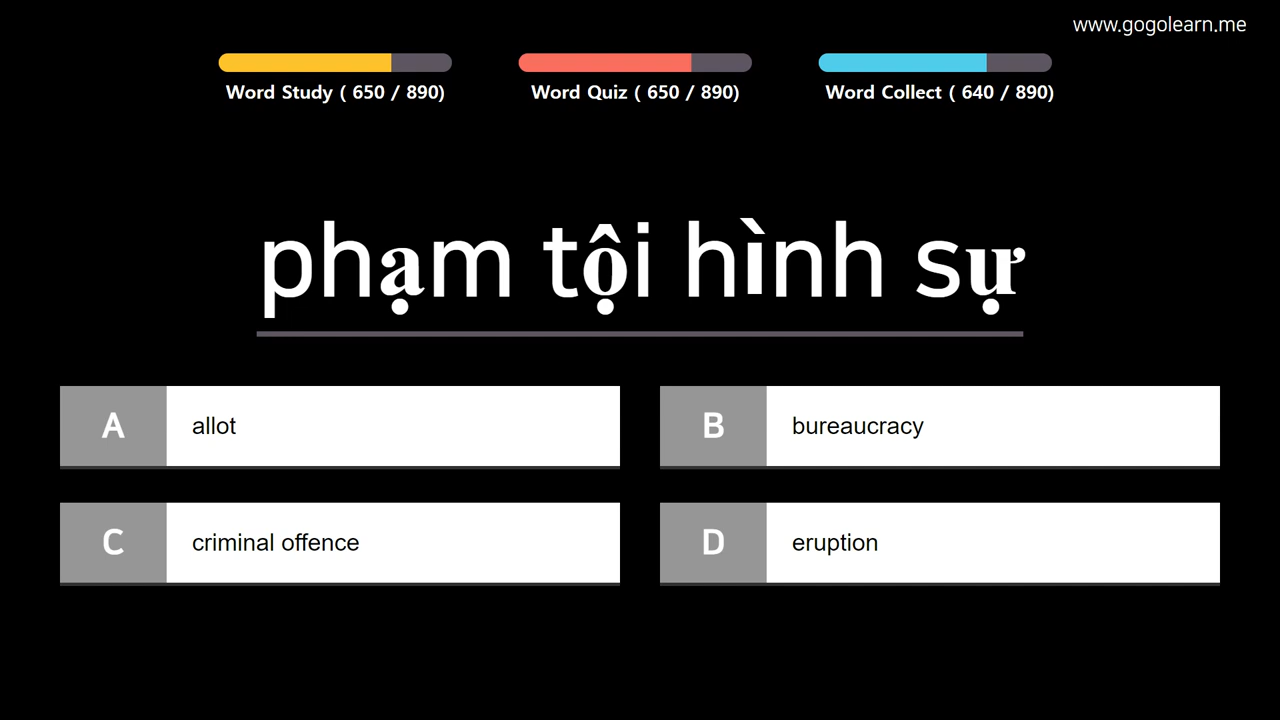 www.gogolearn.me
Word Study ( 650 / 890)
Word Quiz ( 650 / 890)
Word Collect ( 640 / 890)
phạm tội hình sự
A allot
B bureaucracy
C criminal offence
D eruption